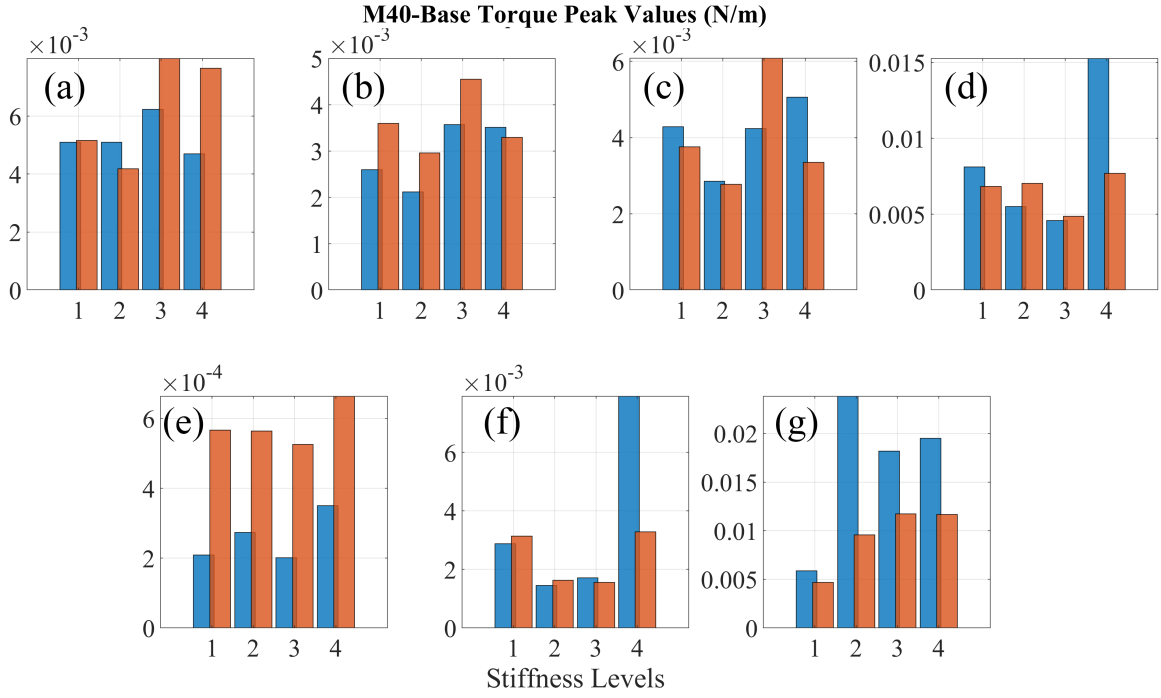 M40-Base Torque Peak Values (N/m)
×10-3
(a)
6
4
2
0
1 2 3 4
×10-3
(b)
5
4
3
2
1
0
1 2 3 4
×10-3
(c)
6
4
2
0
1 2 3 4
(d)
0.015
0.01
0.005
0
1 2 3 4
×10-4
(e)
6
4
2
0
1 2 3 4
×10-3
(f)
6
4
2
0
1 2 3 4
(g)
0.02
0.015
0.01
0.005
0
1 2 3 4
Stiffness Levels